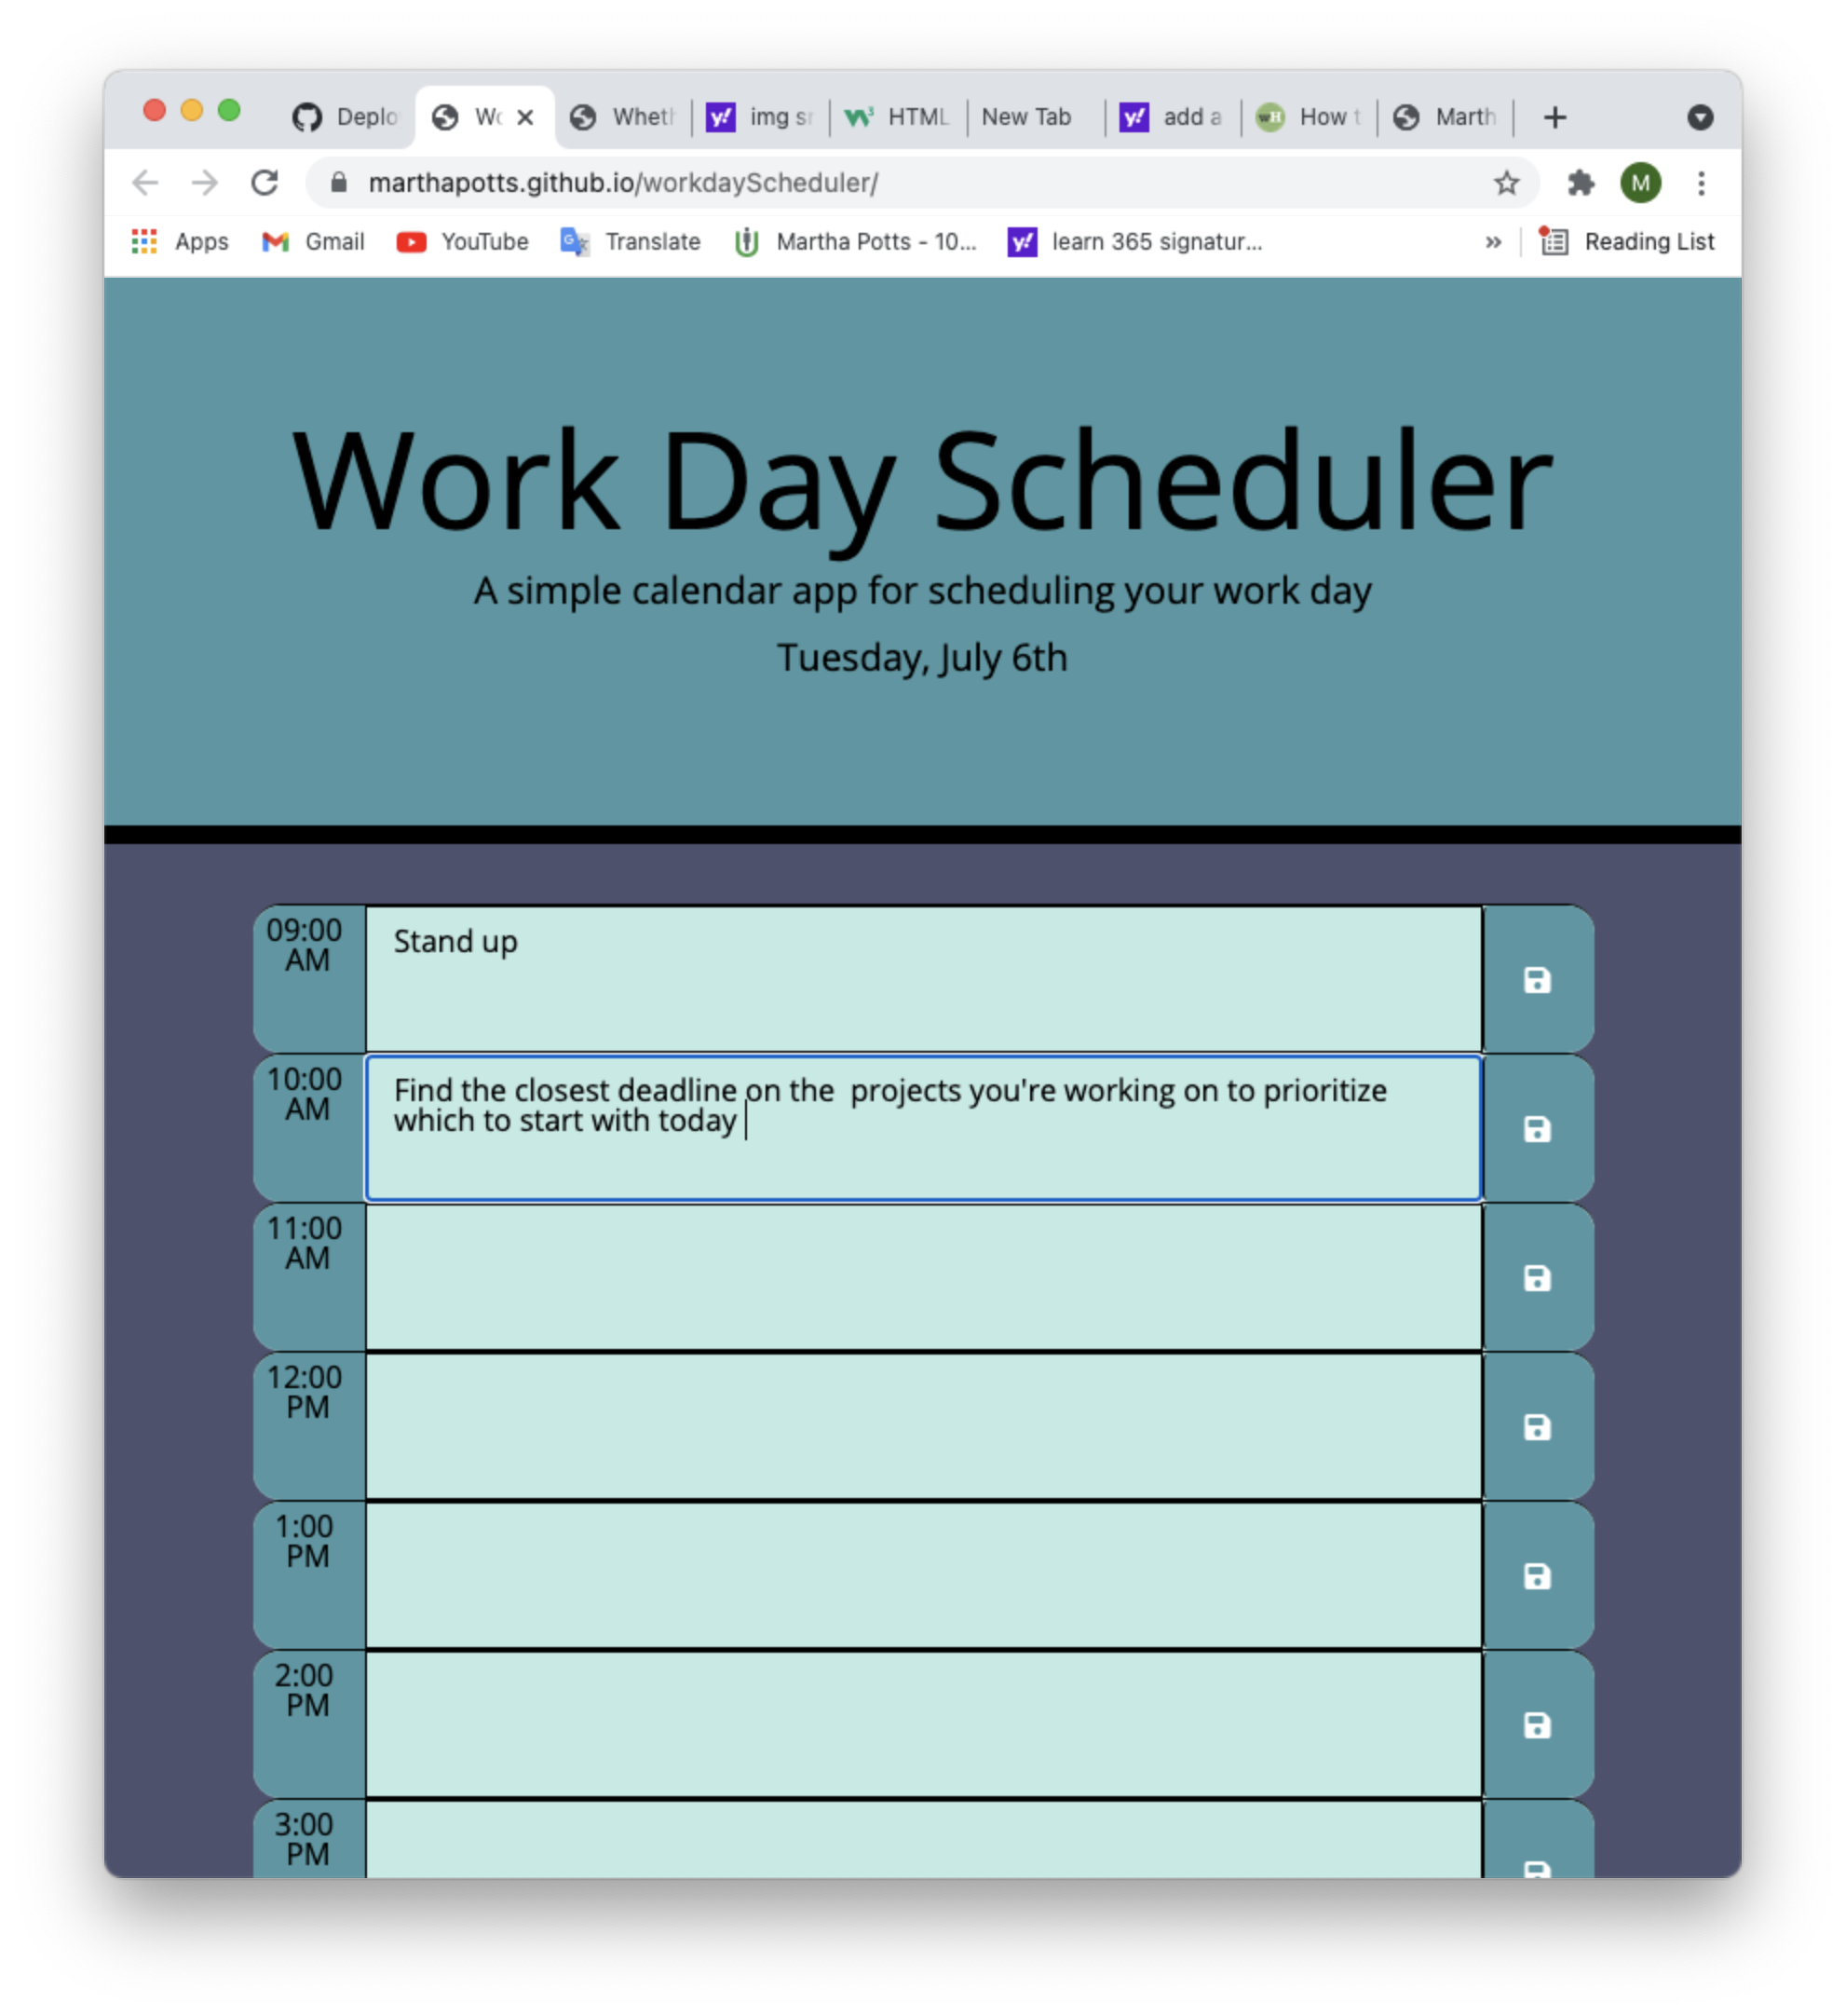 Deplo
Wo
Wheth
y!
img sr
HTML
New Tab
y!
add a
wH
How t
Marth
marthapotts.github.io/workdayScheduler/
M
Apps
Gmail
YouTube
Translate
Martha Potts - 10...
y!
learn 365 signatur...
»
Reading List
Work Day Scheduler
A simple calendar app for scheduling your work day
Tuesday, July 6th
09:00
AM
Stand up
10:00
AM
Find the closest deadline on the  projects you're working on to prioritize
which to start with today
11:00
AM
12:00
PM
1:00
PM
2:00
PM
3:00
PM